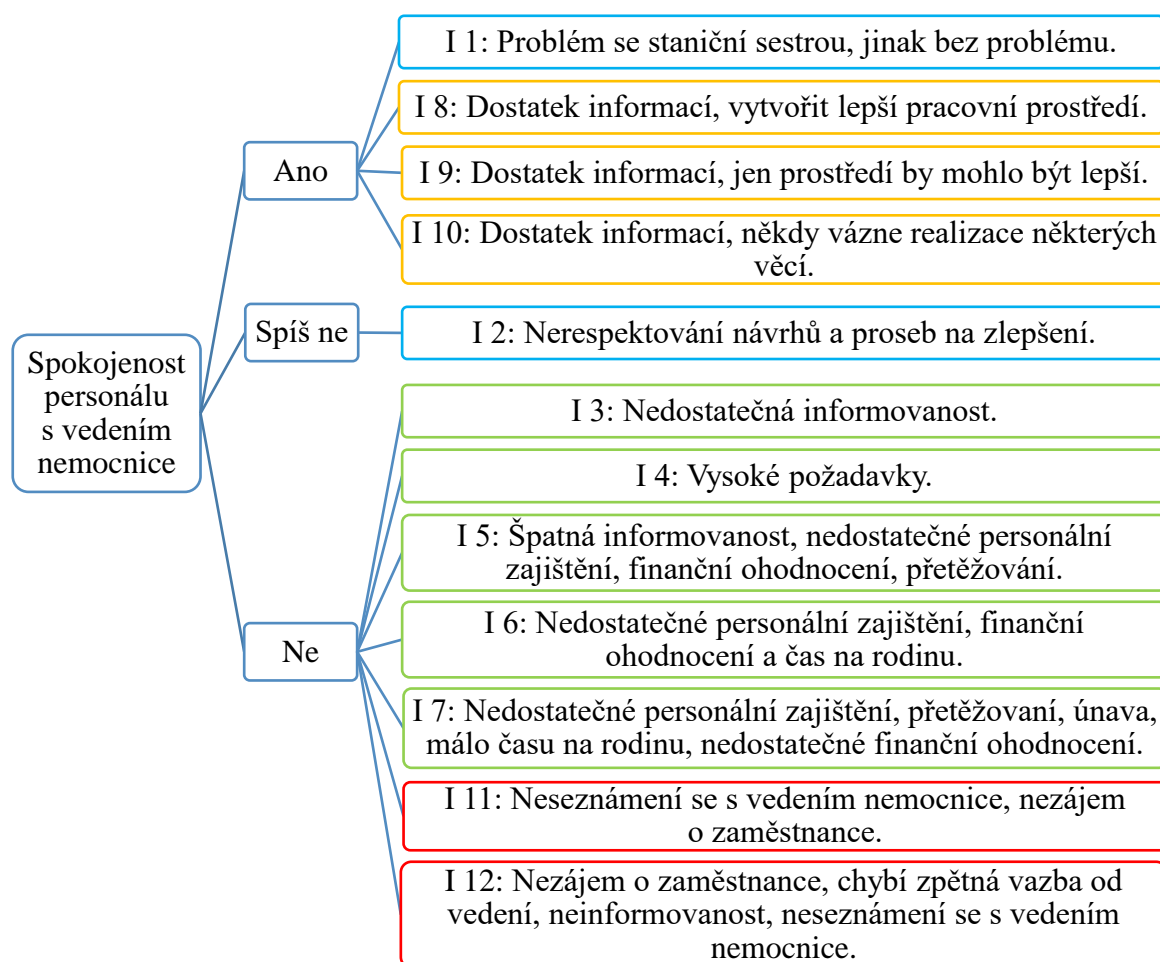 Spokojenost
personálu
s vedením
nemocnice
Ano
I 1: Problém se staniční sestrou, jinak bez problému.
I 8: Dostatek informací, vytvořit lepší pracovní prostředí.
I 9: Dostatek informací, jen prostředí by mohlo být lepší.
I 10: Dostatek informací, někdy vázne realizace některých
věcí.
Spíš ne
I 2: Nerespektování návrhů a proseb na zlepšení.
Ne
I 3: Nedostatečná informovanost.
I 4: Vysoké požadavky.
I 5: Špatná informovanost, nedostatečné personální
zajištění, finanční ohodnocení, přetěžování.
I 6: Nedostatečné personální zajištění, finanční
ohodnocení a čas na rodinu.
I 7: Nedostatečné personální zajištění, přetěžovaní, únava,
málo času na rodinu, nedostatečné finanční ohodnocení.
I 11: Neseznámení se s vedením nemocnice, nezájem
o zaměstnance.
I 12: Nezájem o zaměstnance, chybí zpětná vazba od
vedení, neinformovanost, neseznámení se s vedením
nemocnice.